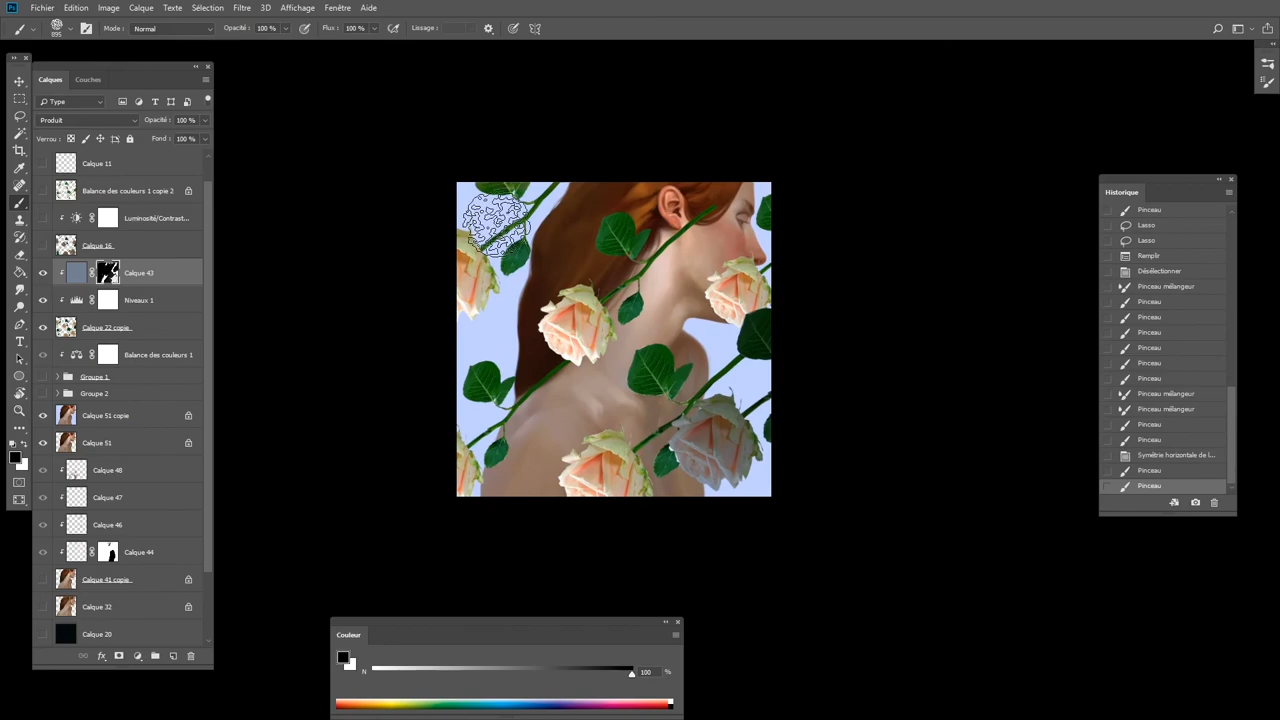 Ps Fichier Edition Image Calque Texte Sélection Filtre 3D Affichage Fenêtre Aide
895 Mode : Normal Opacité : 100 % Flux : 100 % Lissage :
Calques Couches
Type
Produit Opacité : 100 %
Verrou : Fond : 100 %
Calque 11
Balance des couleurs 1 copie 2
Luminosité/Contrast...
Calque 16
Calque 43
Niveaux 1
Calque 22 copie
Balance des couleurs 1
Groupe 1
Groupe 2
Calque 51 copie
Calque 51
Calque 48
Calque 47
Calque 46
Calque 44
Calque 41 copie
Calque 32
Calque 20
fx
Historique
Pinceau
Lasso
Lasso
Remplir
Désélectionner
Pinceau mélangeur
Pinceau
Pinceau
Pinceau
Pinceau
Pinceau
Pinceau
Pinceau mélangeur
Pinceau mélangeur
Pinceau
Pinceau
Symétrie horizontale de l...
Pinceau
Pinceau
Couleur
N 100 %